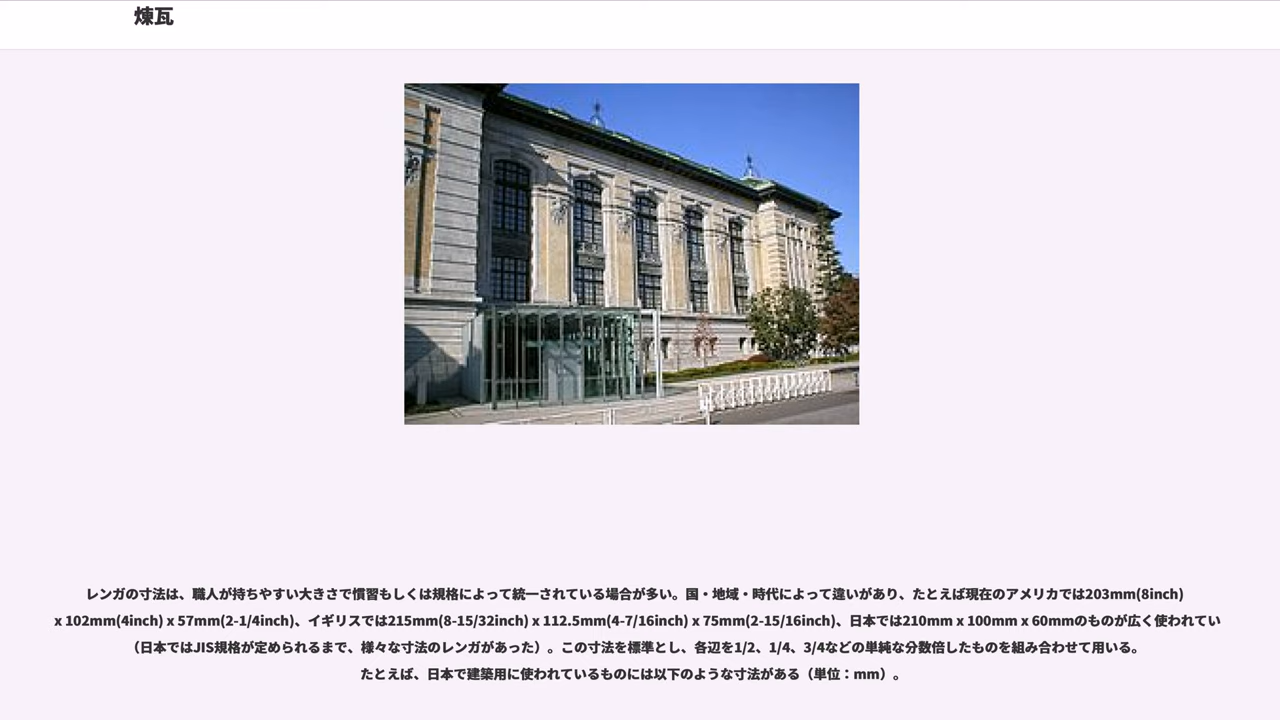 煉瓦
レンガの寸法は、職人が持ちやすい大きさで慣習もしくは規格によって統一されている場合が多い。国・地域・時代によって違いがあり、たとえば現在のアメリカでは203mm(8inch)
x 102mm(4inch) x 57mm(2-1/4inch)、イギリスでは215mm(8-15/32inch) x 112.5mm(4-7/16inch) x 75mm(2-15/16inch)、日本では210mm x 100mm x 60mmのものが広く使われてい
（日本ではJIS規格が定められるまで、様々な寸法のレンガがあった）。この寸法を標準とし、各辺を1/2、1/4、3/4などの単純な分数倍したものを組み合わせて用いる。
たとえば、日本で建築用に使われているものには以下のような寸法がある（単位：mm）。